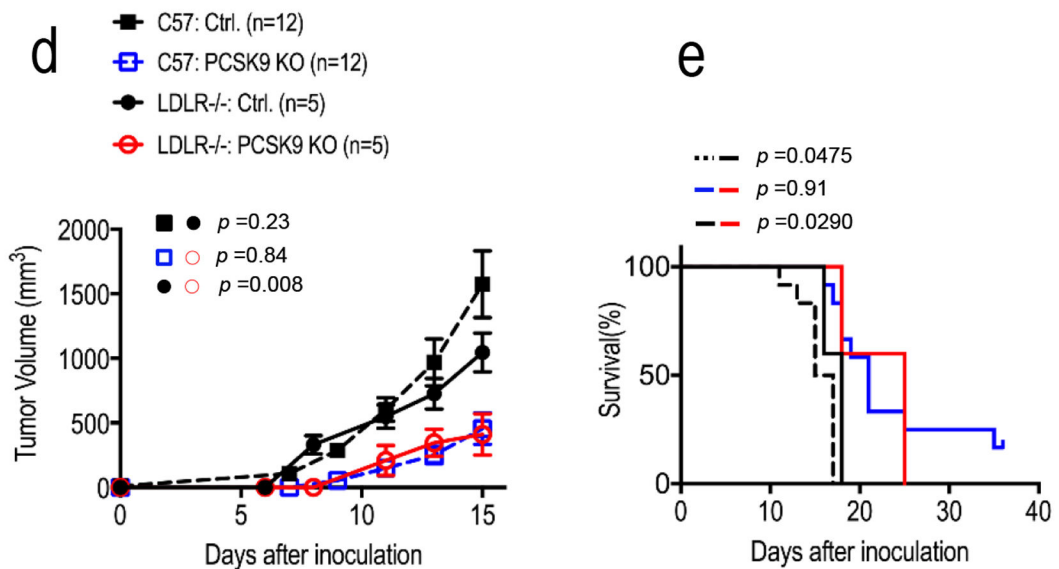 d
C57: Ctrl. (n=12)
C57: PCSK9 KO (n=12)
LDLR-/-: Ctrl. (n=5)
LDLR-/-: PCSK9 KO (n=5)
p =0.23
p =0.84
p =0.008
Tumor Volume (mm³)
2000
1500
1000
500
0
0 5 10 15
Days after inoculation
e
p =0.0475
p =0.91
p =0.0290
Survival(%)
100
50
0
0 10 20 30 40
Days after inoculation